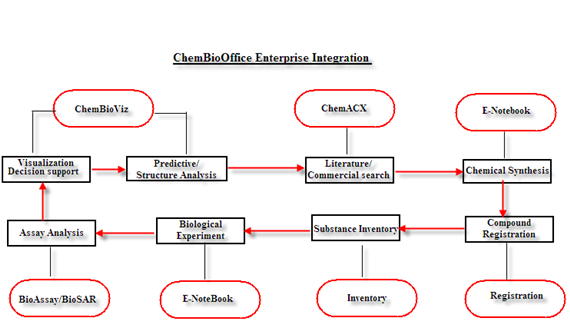 ChemBioOffice Enterprise Integration
ChemBioViz
ChemACX
E-Notebook
Visualization
Decision support
Predictive/
Structure Analysis
Literature/
Commercial search
Chemical Synthesis
Assay Analysis
Biological
Experiment
Substance Inventory
Compound
Registration
BioAssay/BioSAR
E-NoteBook
Inventory
Registration